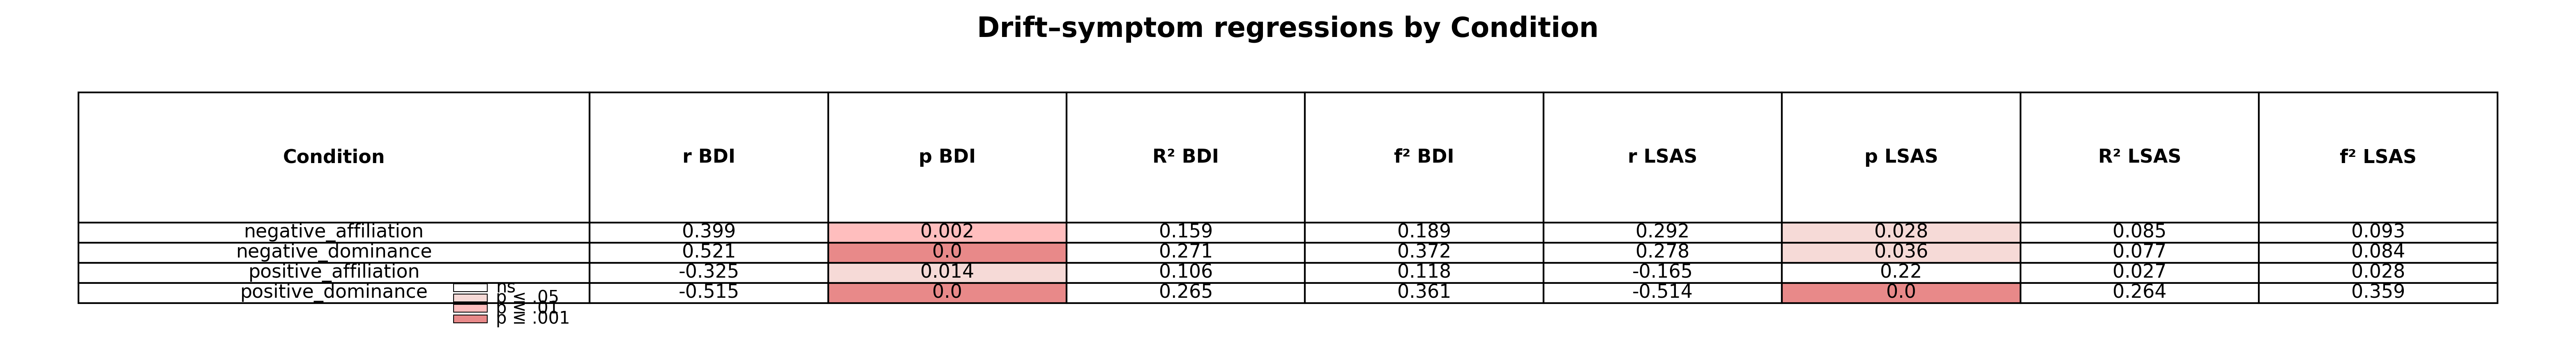 Drift–symptom regressions by Condition
Condition r BDI p BDI R² BDI f² BDI r LSAS p LSAS R² LSAS f² LSAS
negative_affiliation 0.399 0.002 0.159 0.189 0.292 0.028 0.085 0.093
negative_dominance 0.521 0.0 0.271 0.372 0.278 0.036 0.077 0.084
positive_affiliation -0.325 0.014 0.106 0.118 -0.165 0.22 0.027 0.028
positive_dominance -0.515 0.0 0.265 0.361 -0.514 0.0 0.264 0.359
ns
p ≤ .05
p ≤ .01
p ≤ .001